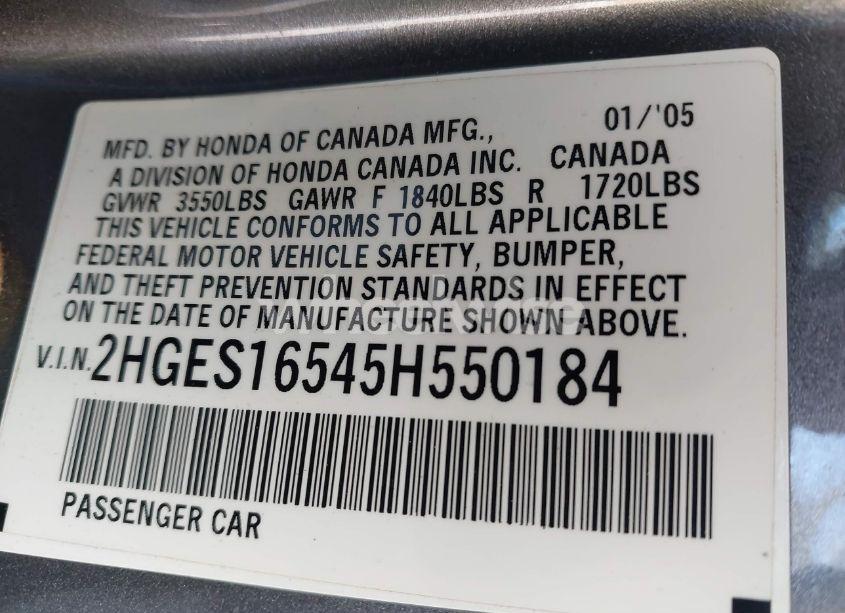 01/'05
MFD. BY HONDA OF CANADA MFG.,
A DIVISION OF HONDA CANADA INC. CANADA
GVWR 3550LBS GAWR F 1840LBS R 1720LBS
THIS VEHICLE CONFORMS TO ALL APPLICABLE
FEDERAL MOTOR VEHICLE SAFETY, BUMPER,
AND THEFT PREVENTION STANDARDS IN EFFECT
ON THE DATE OF MANUFACTURE SHOWN ABOVE.
V.I.N. 2HGES16545H550184
PASSENGER CAR